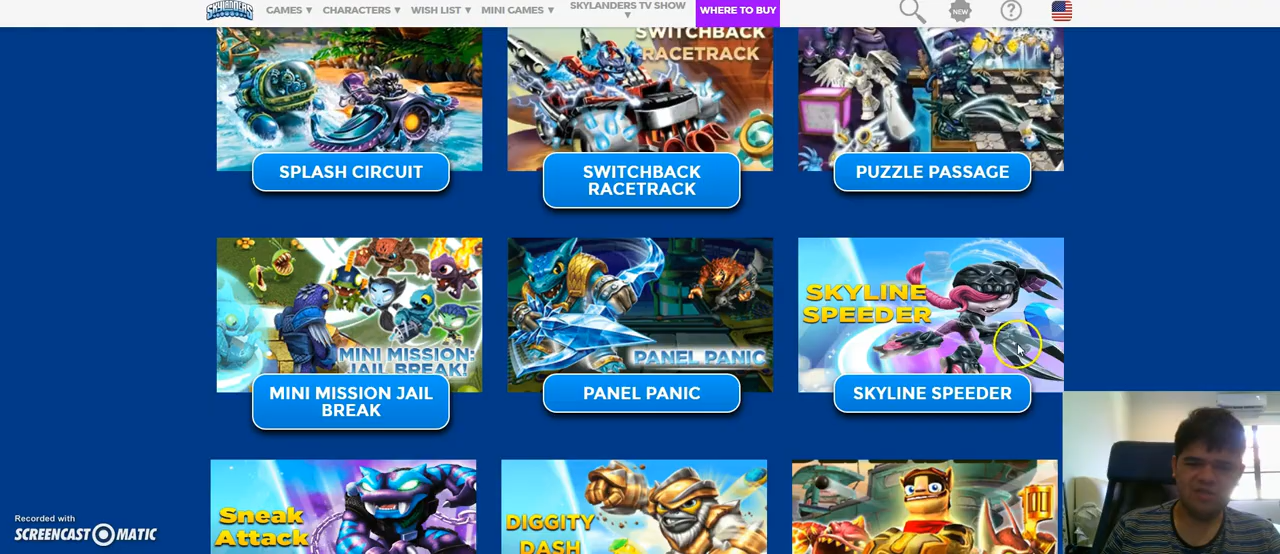 SKYLANDERS
GAMES ▼ CHARACTERS ▼ WISH LIST ▼ MINI GAMES ▼ SKYLANDERS TV SHOW ▼ WHERE TO BUY
NEW
?
SWITCHBACK
RACETRACK
SPLASH CIRCUIT
SWITCHBACK
RACETRACK
PUZZLE PASSAGE
MINI MISSION:
JAIL BREAK!
PANEL PANIC
SKYLINE
SPEEDER
MINI MISSION JAIL
BREAK
PANEL PANIC
SKYLINE SPEEDER
Sneak
Attack
DIGGITY
DASH
Recorded with
SCREENCAST-O-MATIC